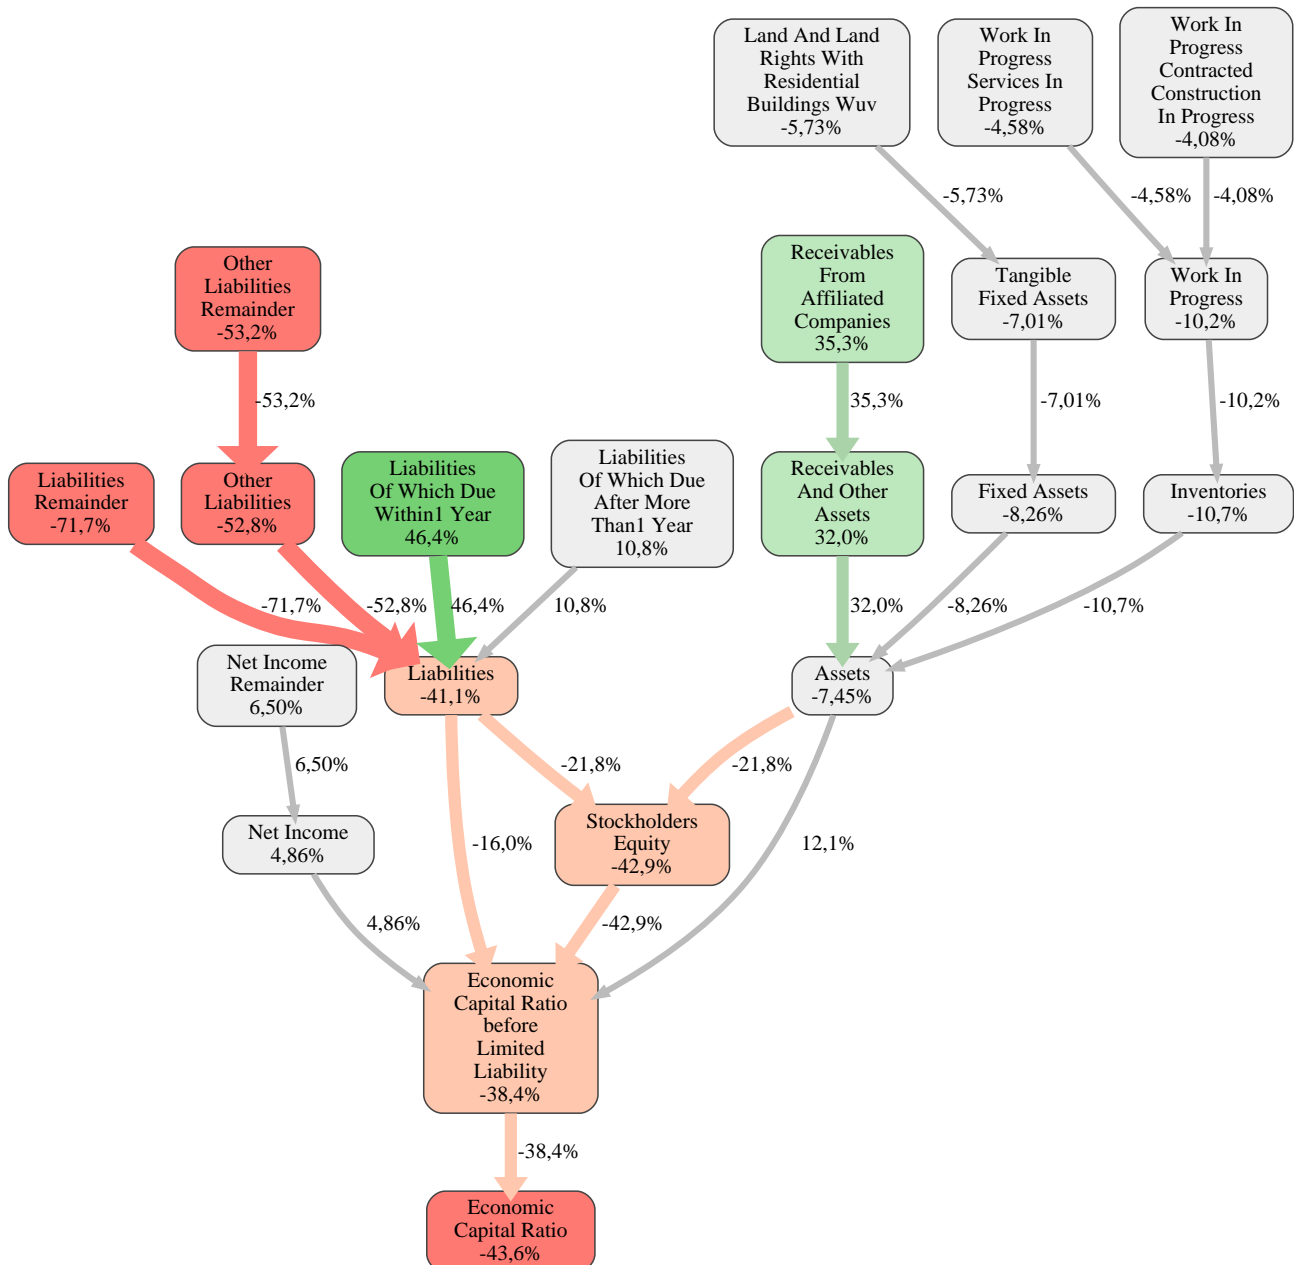 Land And Land
Rights With
Residential
Buildings Wuv
-5,73%
Work In
Progress
Services In
Progress
-4,58%
Work In
Progress
Contracted
Construction
In Progress
-4,08%
-5,73%
-4,58%
-4,08%
Other
Liabilities
Remainder
-53,2%
Receivables
From
Affiliated
Companies
35,3%
Tangible
Fixed Assets
-7,01%
Work In
Progress
-10,2%
-53,2%
35,3%
-7,01%
-10,2%
Liabilities
Remainder
-71,7%
Other
Liabilities
-52,8%
Liabilities
Of Which Due
Within1 Year
46,4%
Liabilities
Of Which Due
After More
Than1 Year
10,8%
Receivables
And Other
Assets
32,0%
Fixed Assets
-8,26%
Inventories
-10,7%
-71,7%
-52,8%
46,4%
10,8%
32,0%
-8,26%
-10,7%
Net Income
Remainder
6,50%
Liabilities
-41,1%
Assets
-7,45%
6,50%
-21,8%
-21,8%
Net Income
4,86%
-16,0%
Stockholders
Equity
-42,9%
12,1%
4,86%
-42,9%
Economic
Capital Ratio
before
Limited
Liability
-38,4%
-38,4%
Economic
Capital Ratio
-43,6%